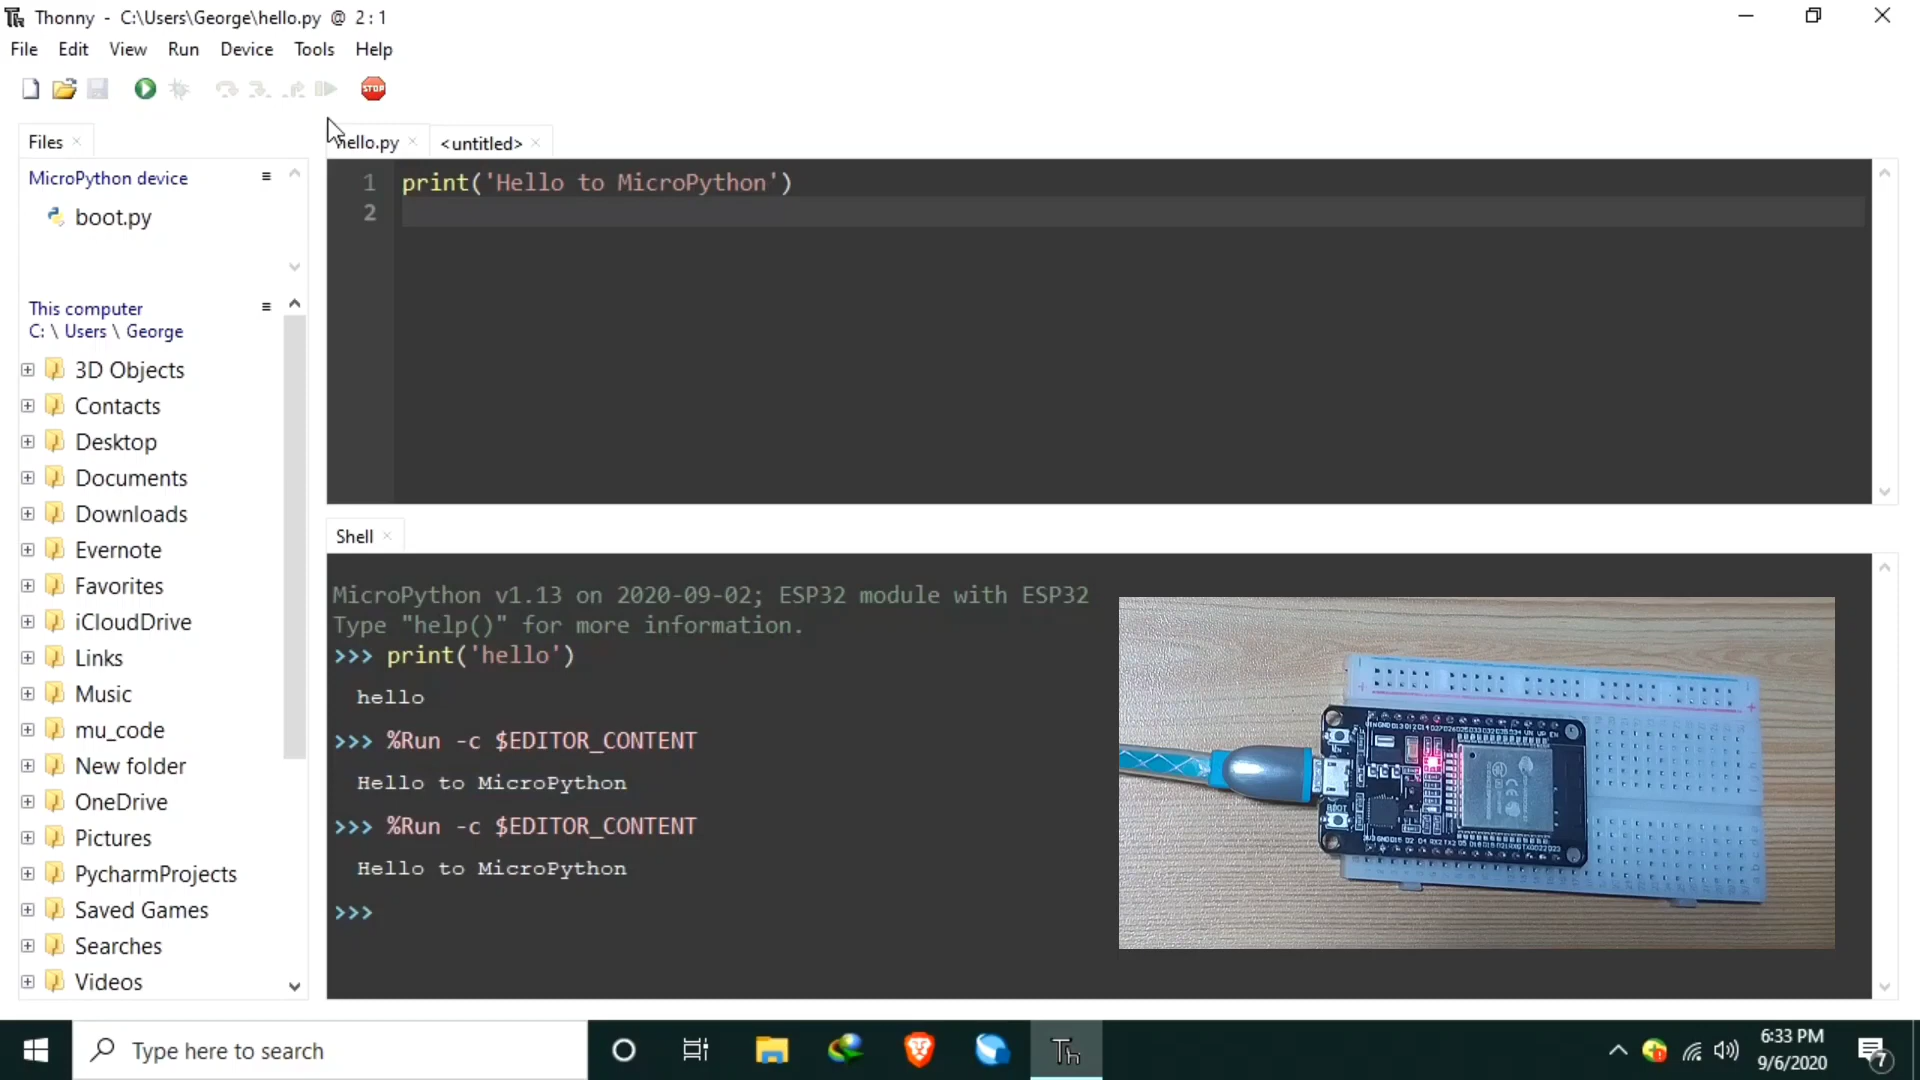 Thonny - C:\Users\George\hello.py @ 2 : 1
File Edit View Run Device Tools Help
STOP
Files
hello.py
<untitled>
MicroPython device
boot.py
This computer
C: \ Users \ George
3D Objects
Contacts
Desktop
Documents
Downloads
Evernote
Favorites
iCloudDrive
Links
Music
mu_code
New folder
OneDrive
Pictures
PycharmProjects
Saved Games
Searches
Videos
1 print('Hello to MicroPython')
2
Shell
MicroPython v1.13 on 2020-09-02; ESP32 module with ESP32
Type "help()" for more information.
>>> print('hello')
hello
>>> %Run -c $EDITOR_CONTENT
Hello to MicroPython
>>> %Run -c $EDITOR_CONTENT
Hello to MicroPython
>>>
BOOT
Type here to search
Th
6:33 PM
9/6/2020
7